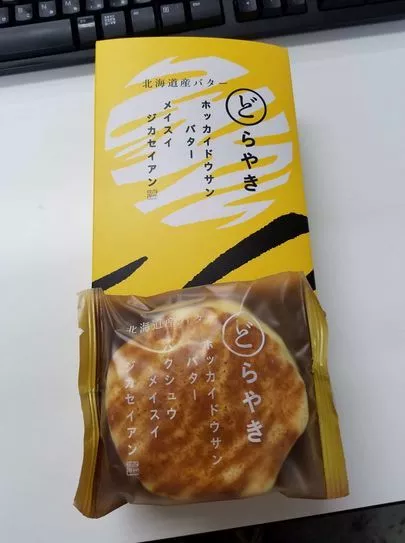 北海道産バター
どらやき
ホッカイドウサン
バター
メイスイ
ジカセイアン
北海道産バター
どらやき
ホッカイドウサン
バター
ハクシュウ
メイスイ
ジカセイアン